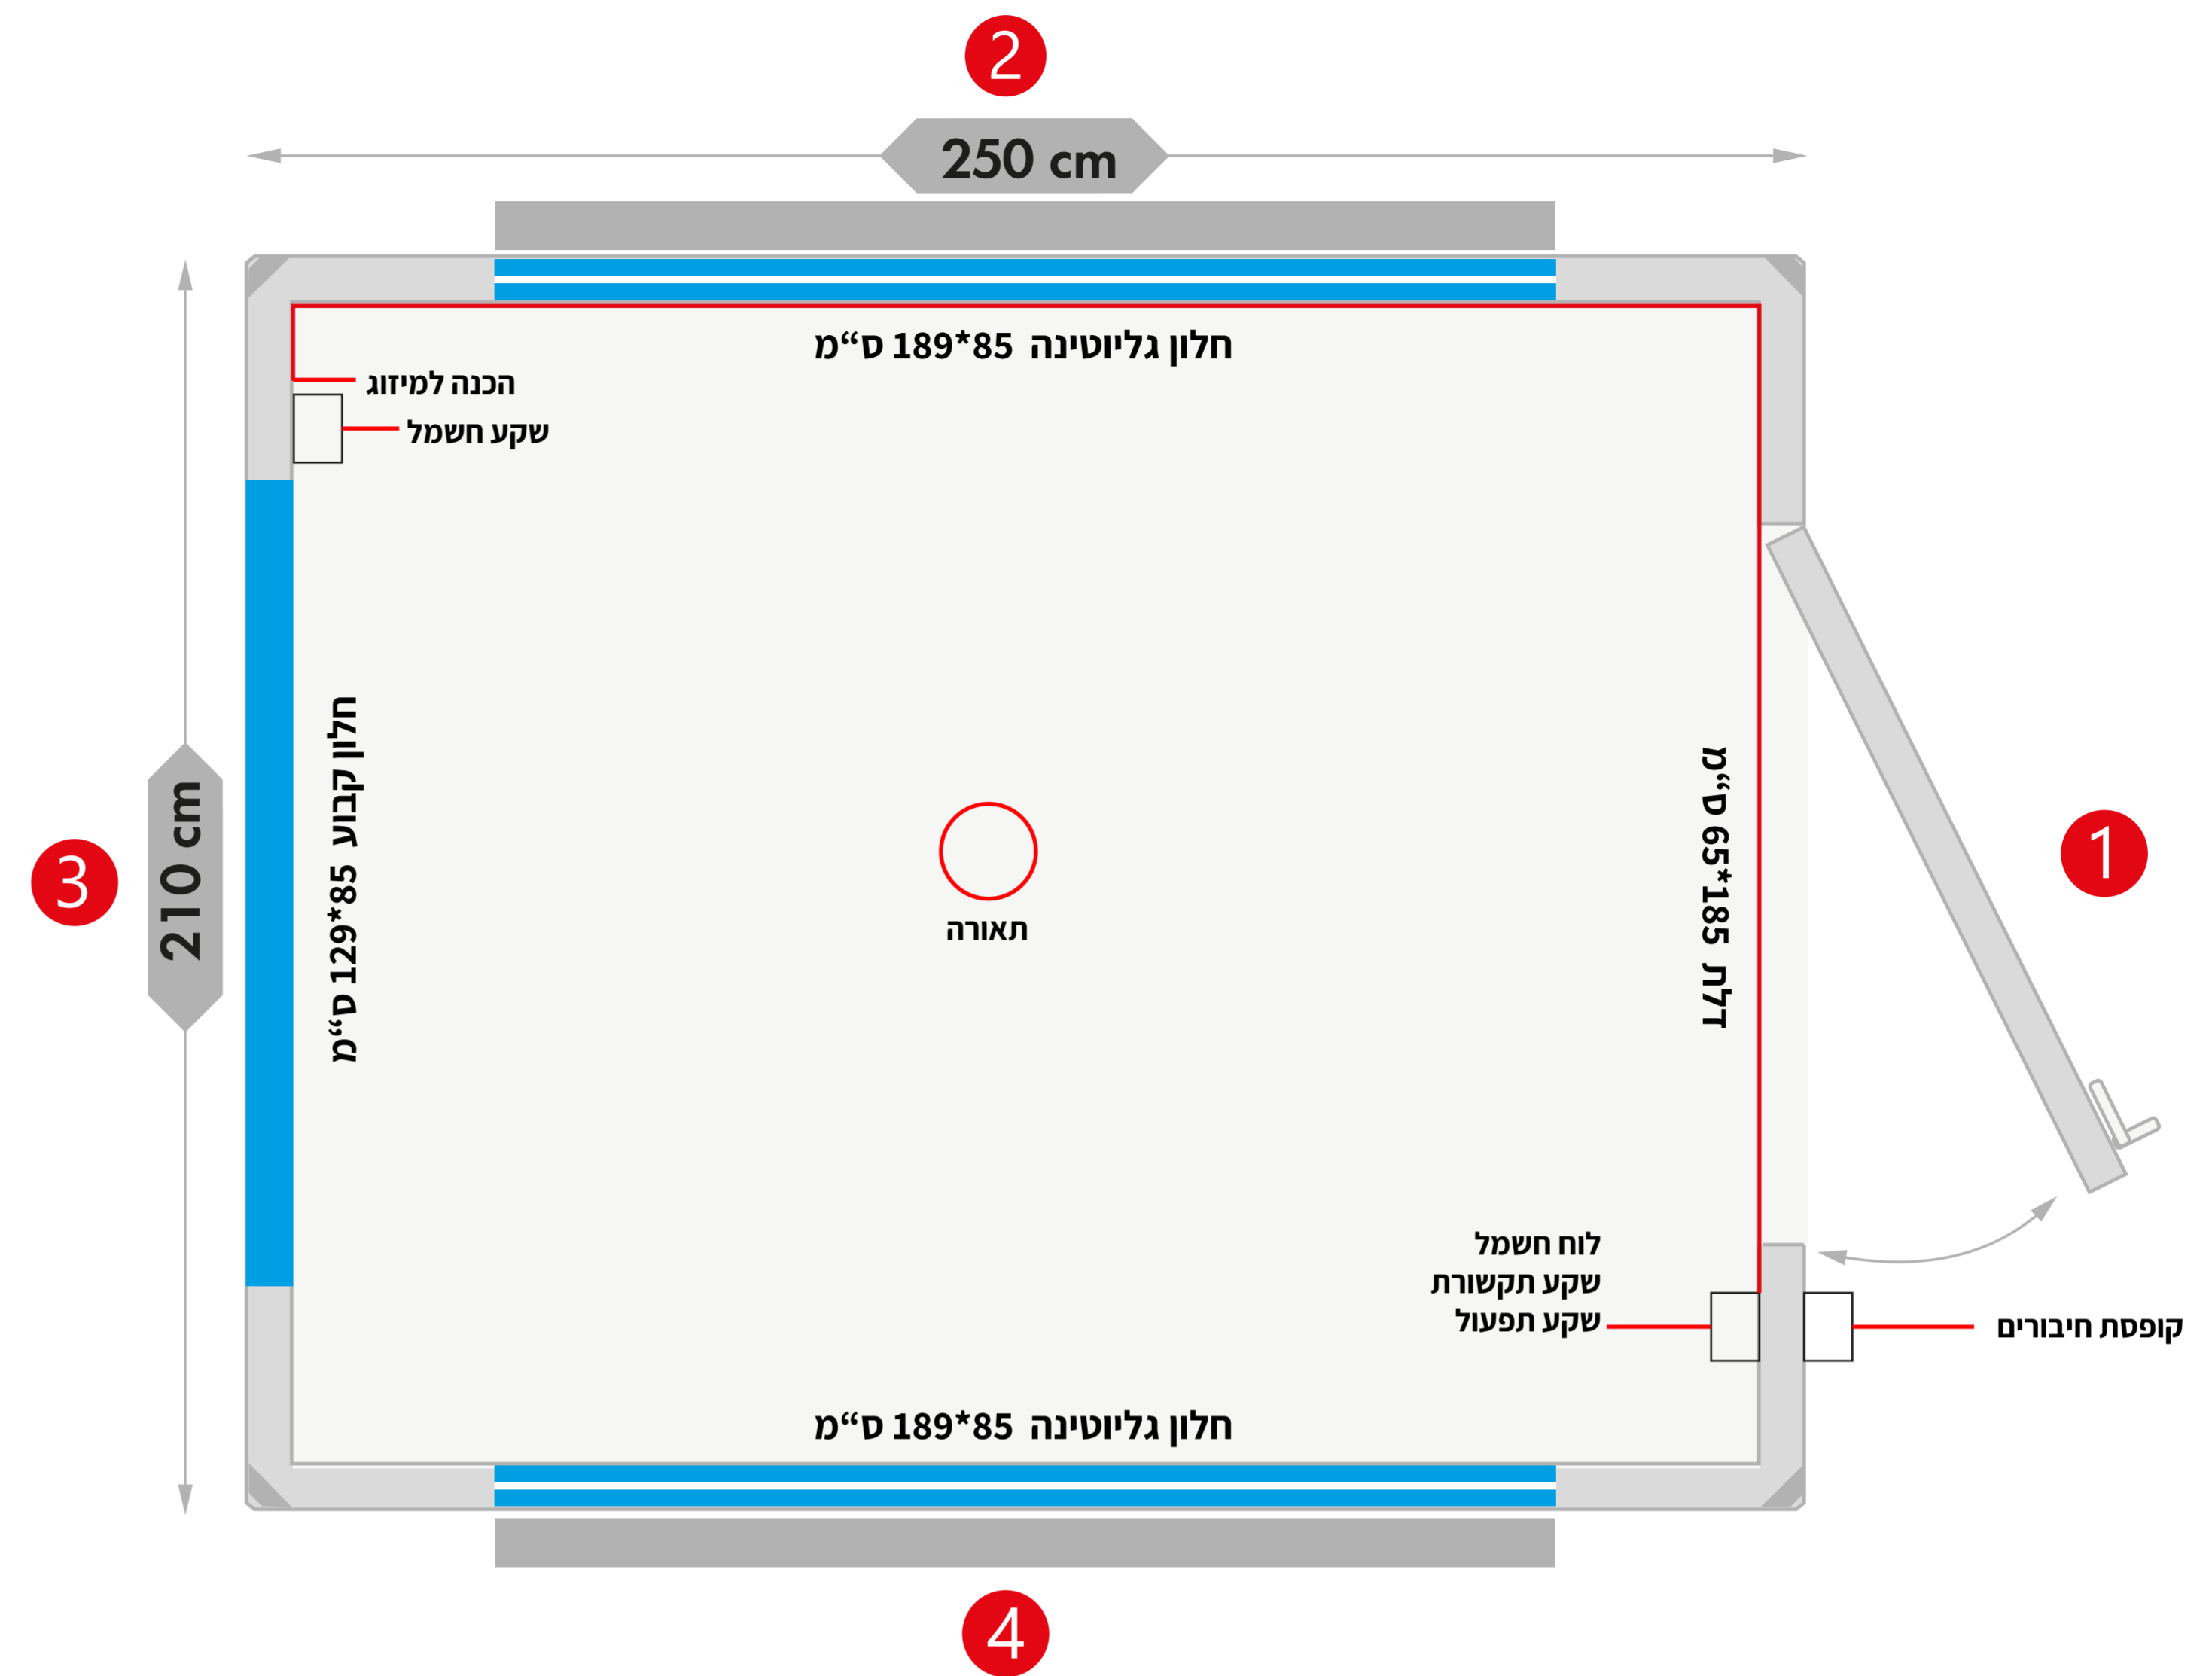 2
250 cm
חלון גליוטינה 85*189 ס“מ
הכנה למיזוג
שקע חשמל
3
210 cm
חלון קבוע 85*129 ס“מ
תאורה
דלת 185*65 ס“מ
1
לוח חשמל
שקע תקשורת
שקע תפעול
קופסת חיבורים
חלון גליוטינה 85*189 ס“מ
4